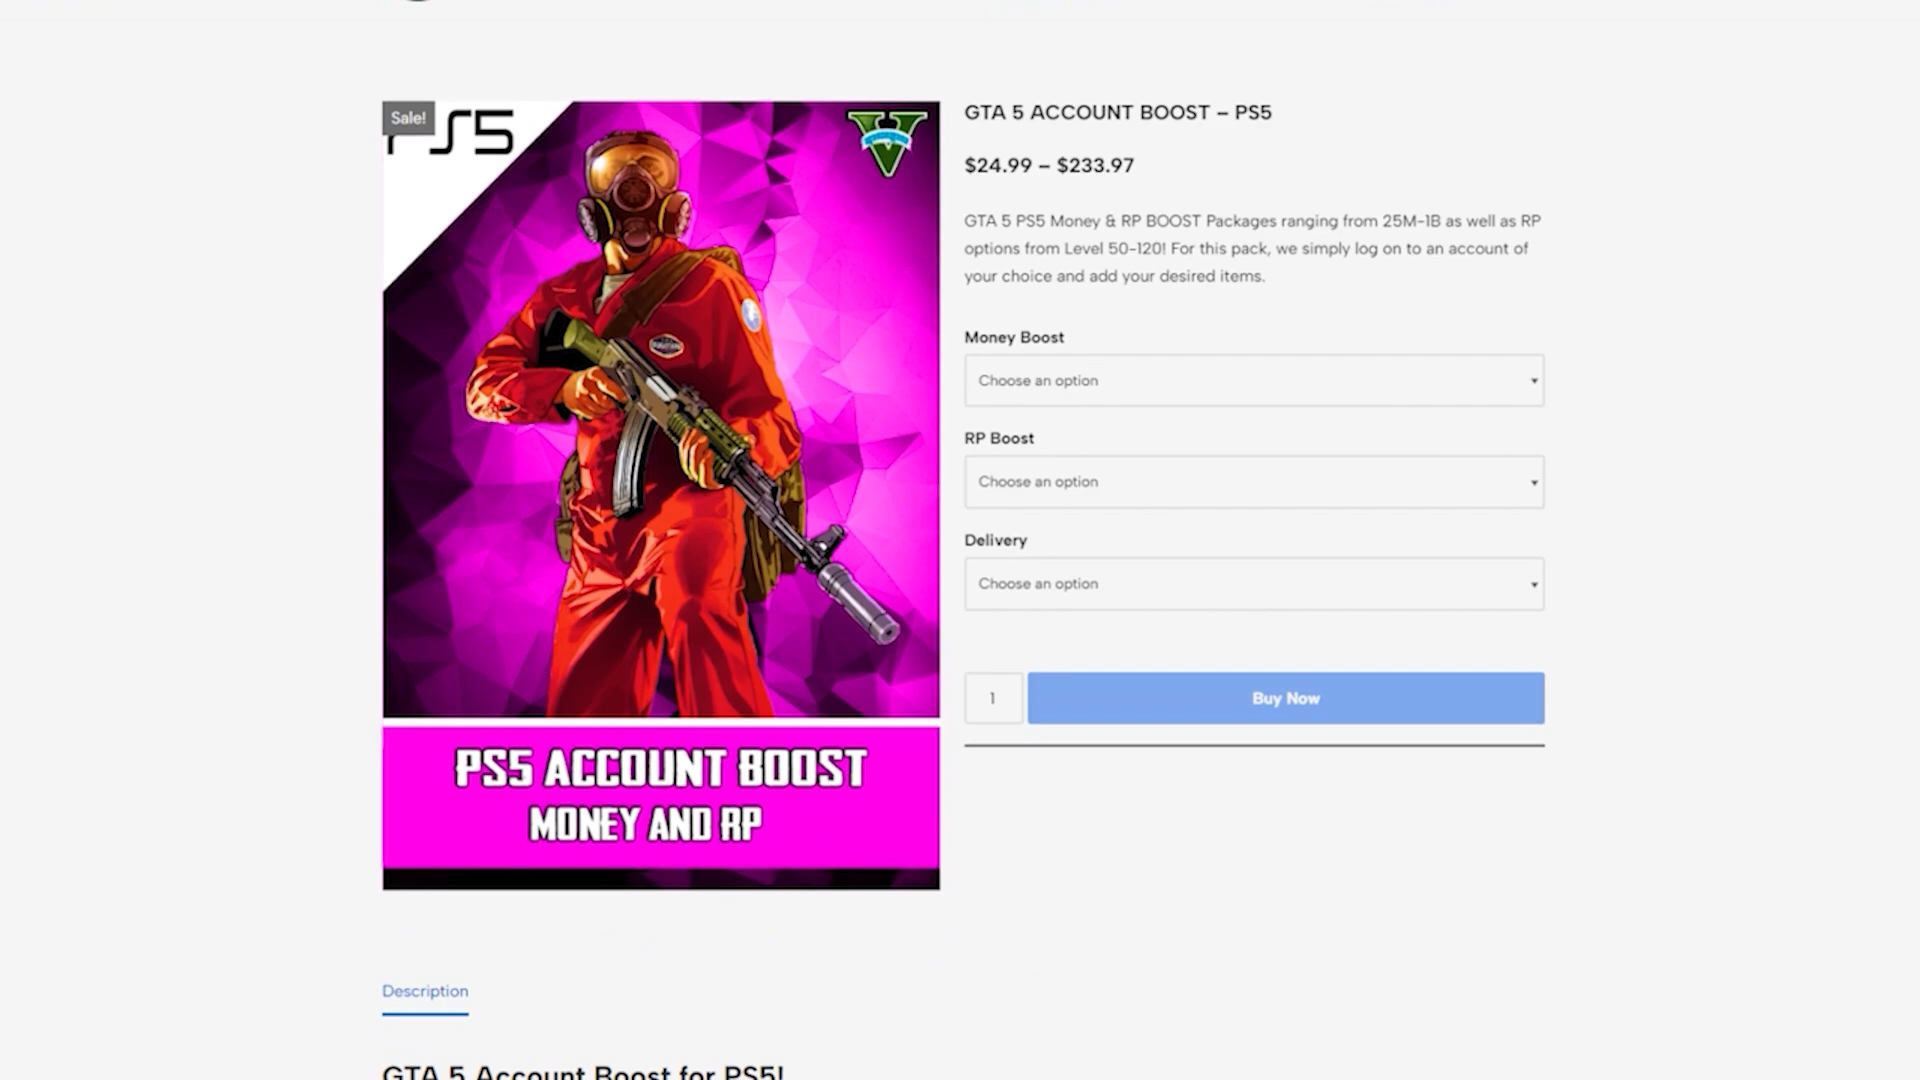 Sale!
PS5
GTA 5 ACCOUNT BOOST – PS5
$24.99 – $233.97
GTA 5 PS5 Money & RP BOOST Packages ranging from 25M-1B as well as RP
options from Level 50-120! For this pack, we simply log on to an account of
your choice and add your desired items.
Money Boost
Choose an option
RP Boost
Choose an option
Delivery
Choose an option
1
Buy Now
PS5 ACCOUNT BOOST
MONEY AND RP
Description
GTA 5 Account Boost for PS5!